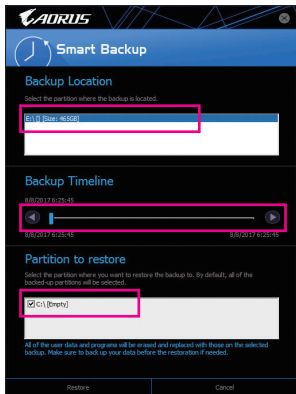 AORUS
Smart Backup
Backup Location
Select the partition where the backup is located.
E:\ [] [Size: 465GB]
Backup Timeline
8/8/2017 6:25:45
8/8/2017 6:25:45
8/8/2017 6:25:45
Partition to restore
Select the partition where you want to restore the backup to. By default, all of the
backed-up partitions will be selected.
C:\ [Empty]
All of the user data and programs will be erased and replaced with those on the selected
backup. Make sure to back up your data before the restoration if needed.
Restore
Cancel